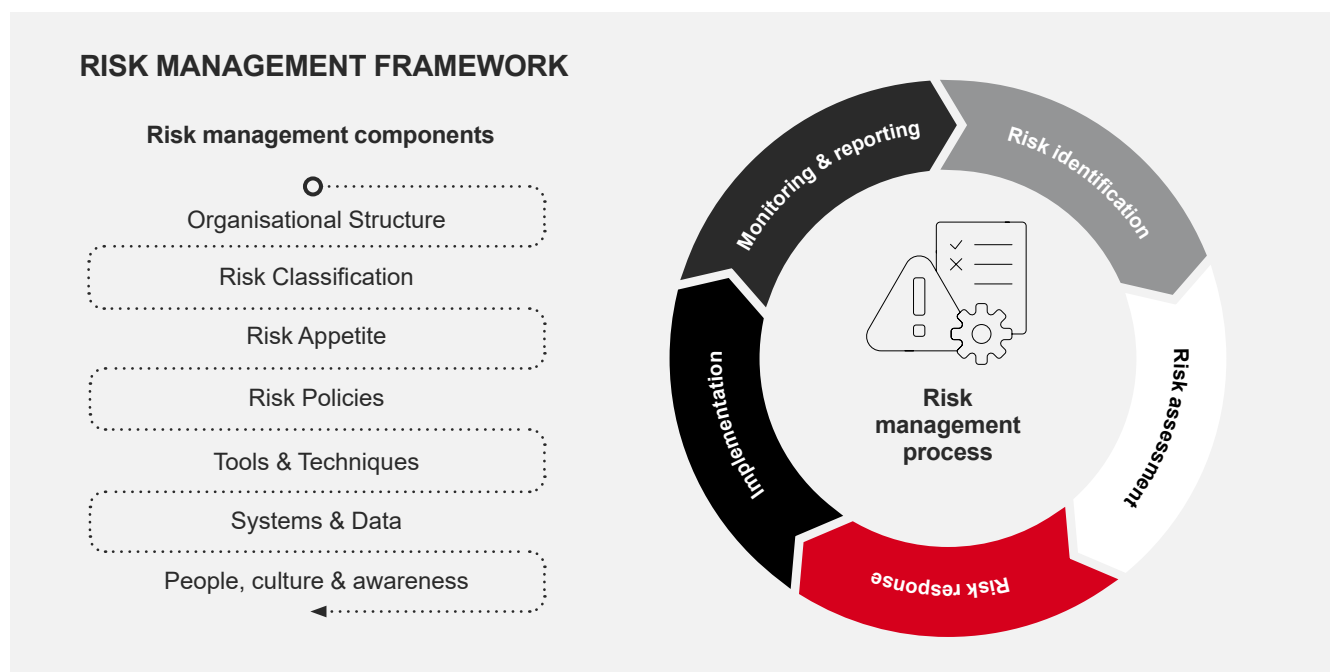 RISK MANAGEMENT FRAMEWORK
Risk management components
Organisational Structure
Risk Classification
Risk Appetite
Risk Policies
Tools & Techniques
Systems & Data
People, culture & awareness
Risk identification
Risk assessment
Risk response
Implementation
Monitoring & reporting
Risk
management
process